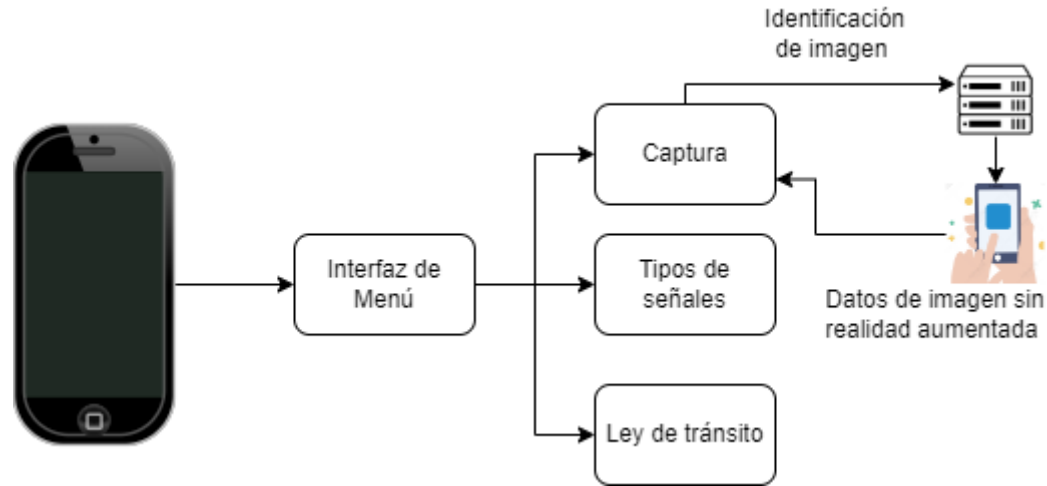 Identificación
de imagen
Captura
Interfaz de
Menú
Tipos de
señales
Datos de imagen sin
realidad aumentada
Ley de tránsito